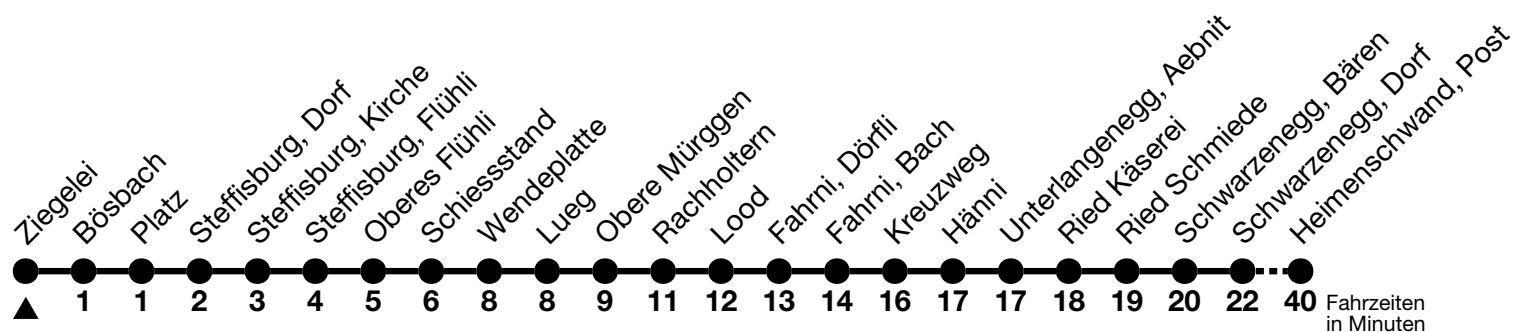 Ziegelei
Bösbach
Platz
Steffisburg, Dorf
Steffisburg, Kirche
Steffisburg, Flühli
Oberes Flühli
Schiessstand
Wendeplatte
Lueg
Obere Mürggen
Rachholtern
Lood
Fahrni, Dörfli
Fahrni, Bach
Kreuzweg
Hänni
Unterlangenegg, Aebnit
Ried Käserei
Ried Schmiede
Schwarzenegg, Bären
Schwarzenegg, Dorf
Heimenschwand, Post
1 1 2 3 4 5 6 8 8 9 11 12 13 14 16 17 17 18 19 20 22 40 Fahrzeiten
in Minuten